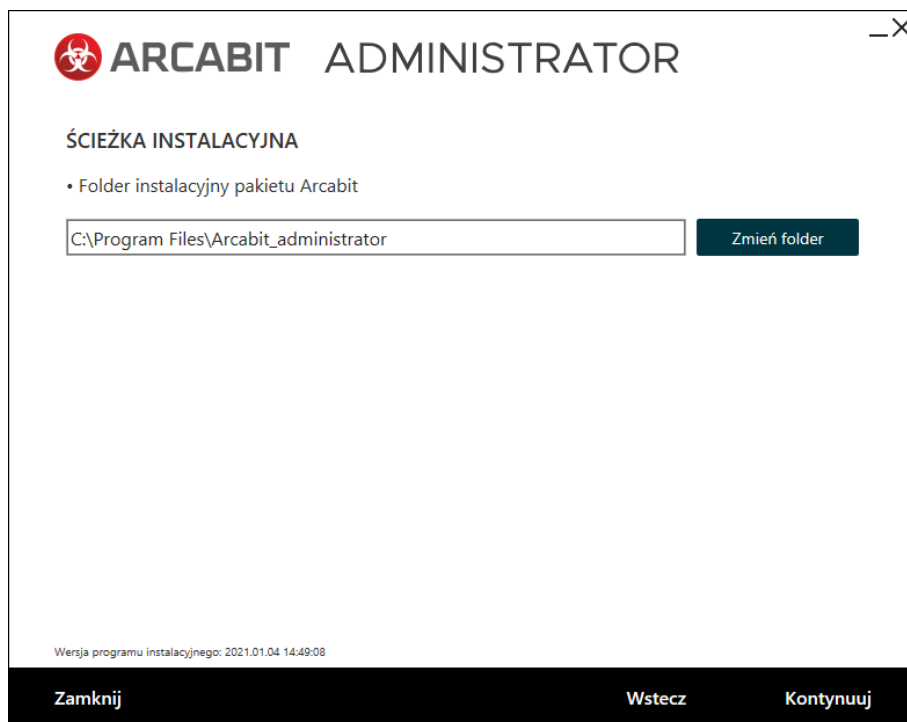 ARCABIT ADMINISTRATOR
ŚCIEŻKA INSTALACYJNA
• Folder instalacyjny pakietu Arcabit
C:\Program Files\Arcabit_administrator Zmień folder
Wersja programu instalacyjnego: 2021.01.04 14:49:08
Zamknij Wstecz Kontynuuj